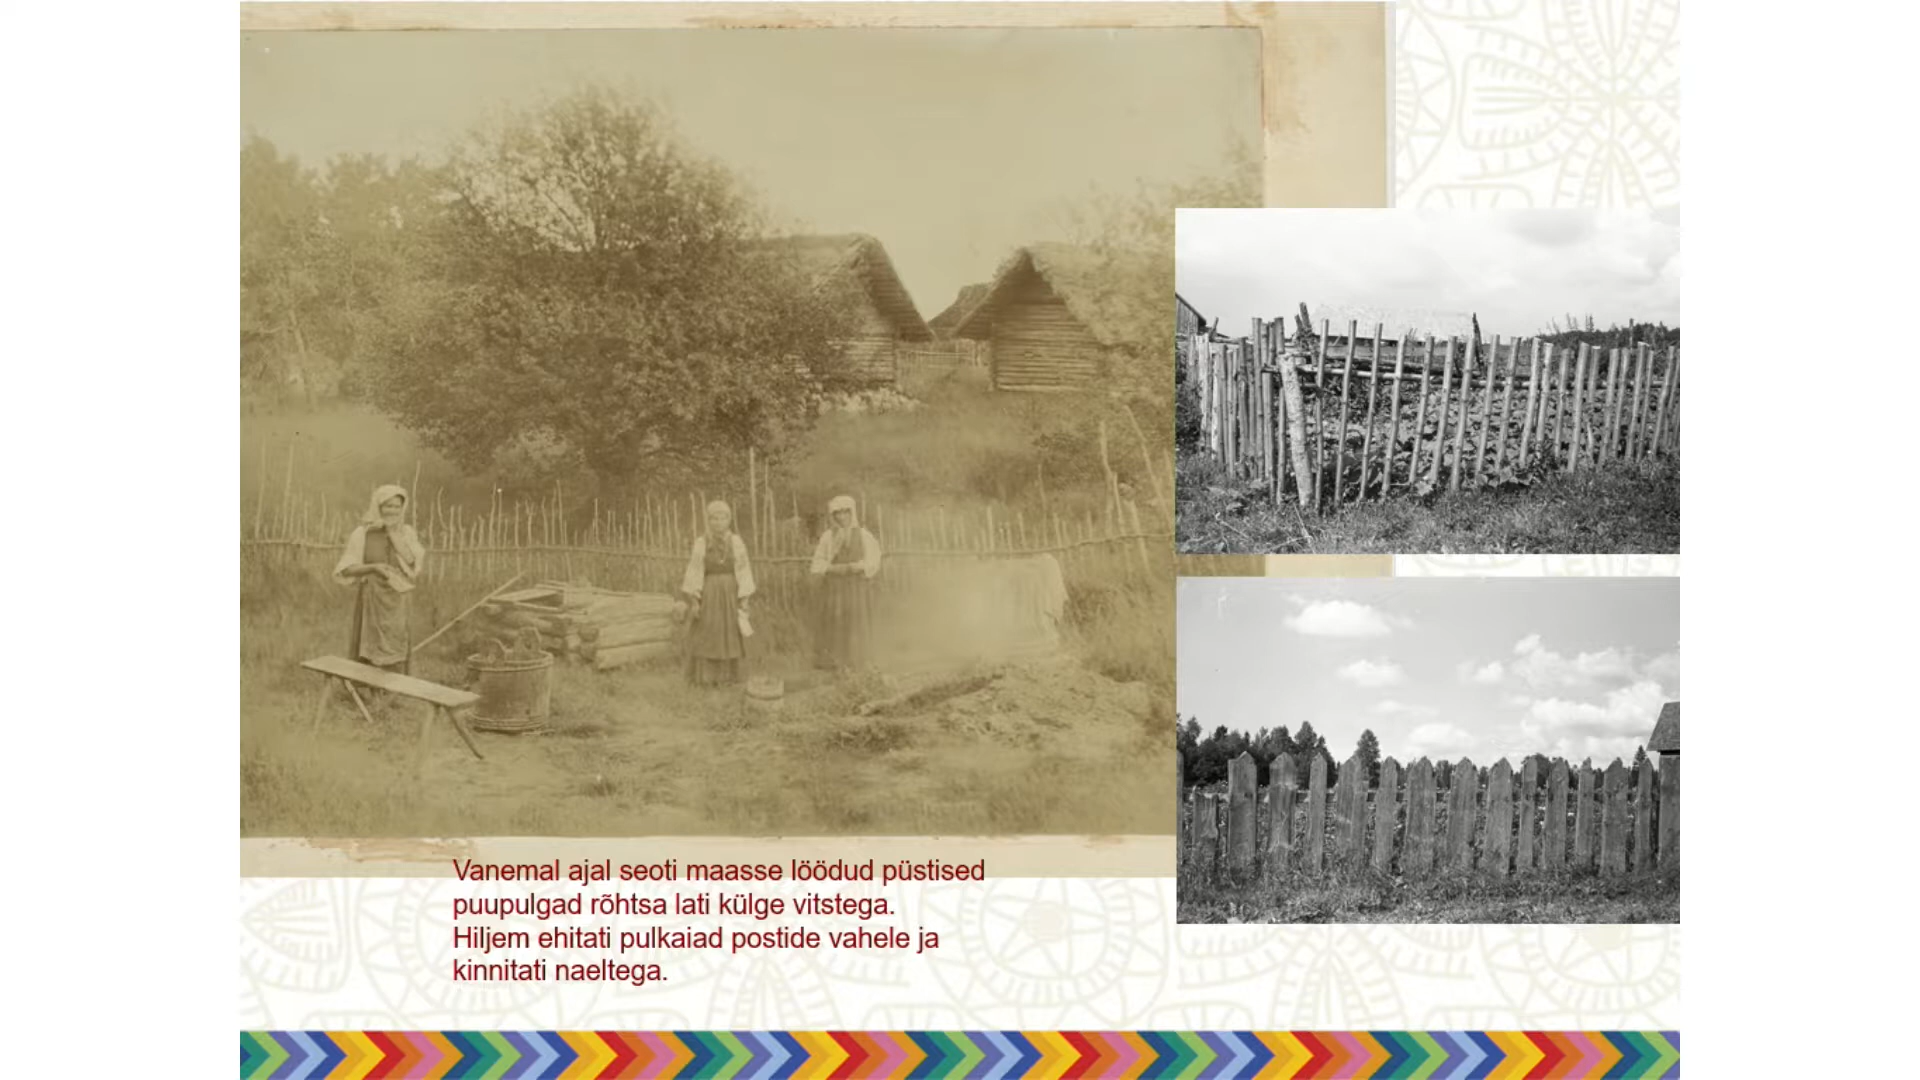 Vanemal ajal seoti maasse löödud püstised
puupulgad rõhtsa lati külge vitstega.
Hiljem ehitati pulkaiad postide vahele ja
kinnitati naeltega.